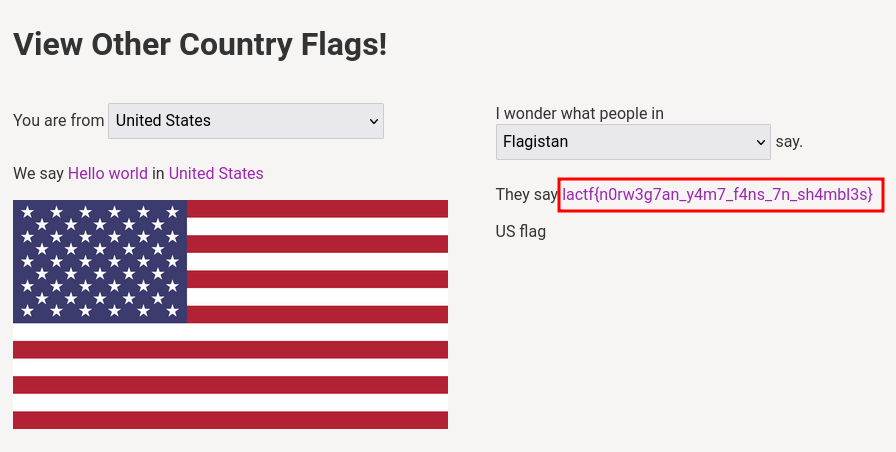 View Other Country Flags!
You are from United States
We say Hello world in United States
I wonder what people in
Flagistan say.
They say lactf{n0rw3g7an_y4m7_f4ns_7n_sh4mbl3s}
US flag